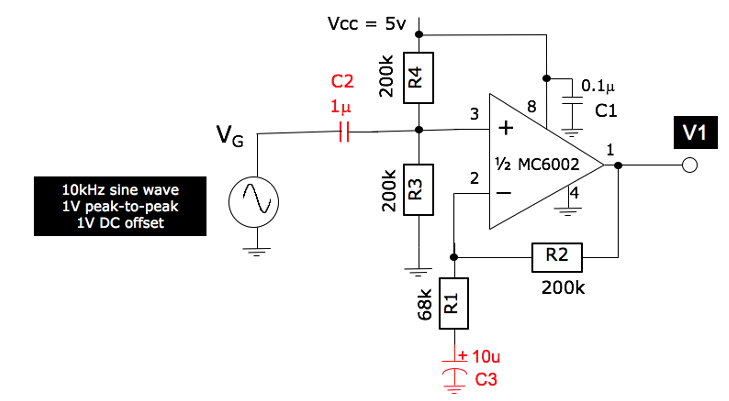 Vcc = 5v
200k
R4
C2
1µ
0.1µ
C1
8
3
+
VG
V1
1
½ MC6002
10kHz sine wave
1V peak-to-peak
1V DC offset
200k
R3
2
−
4
R2
200k
68k
R1
+ 10u
C3